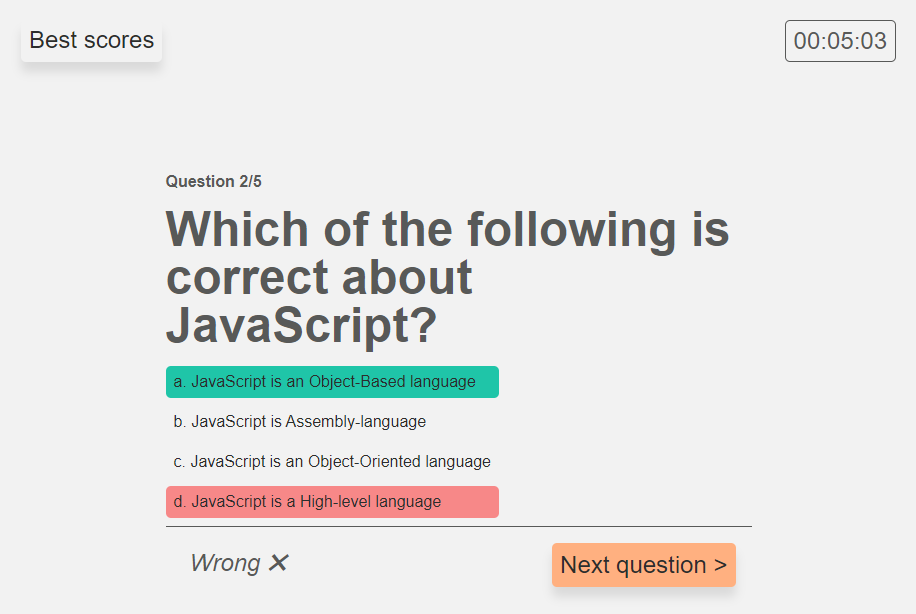 Best scores
00:05:03
Question 2/5
Which of the following is
correct about
JavaScript?
a. JavaScript is an Object-Based language
b. JavaScript is Assembly-language
c. JavaScript is an Object-Oriented language
d. JavaScript is a High-level language
Wrong ✕
Next question >